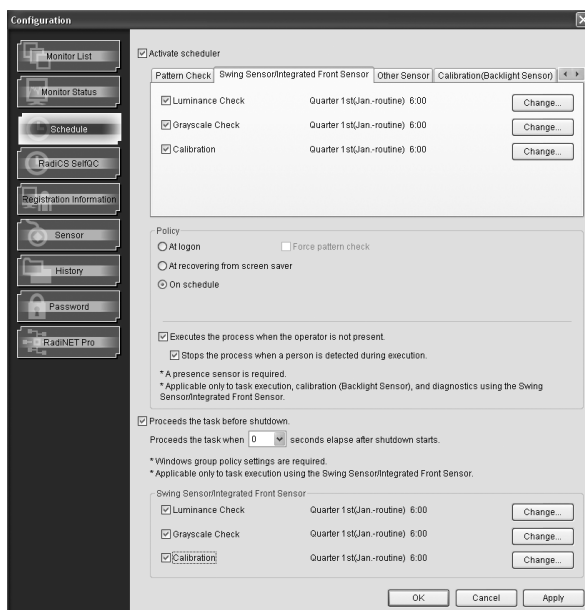 Configuration
Monitor List
Monitor Status
Schedule
RadiCS SelfQC
Registration Information
Sensor
History
Password
RadiNET Pro
Activate scheduler
Pattern Check Swing Sensor/Integrated Front Sensor Other Sensor Calibration(Backlight Sensor)
Luminance Check Quarter 1st(Jan.-routine) 6:00 Change...
Grayscale Check Quarter 1st(Jan.-routine) 6:00 Change...
Calibration Quarter 1st(Jan.-routine) 6:00 Change...
Policy
At logon Force pattern check
At recovering from screen saver
On schedule
Executes the process when the operator is not present.
Stops the process when a person is detected during execution.
* A presence sensor is required.
* Applicable only to task execution, calibration (Backlight Sensor), and diagnostics using the Swing
Sensor/Integrated Front Sensor.
Proceeds the task before shutdown.
Proceeds the task when 0 seconds elapse after shutdown starts.
* Windows group policy settings are required.
* Applicable only to task execution using the Swing Sensor/Integrated Front Sensor.
Swing Sensor/Integrated Front Sensor
Luminance Check Quarter 1st(Jan.-routine) 6:00 Change...
Grayscale Check Quarter 1st(Jan.-routine) 6:00 Change...
Calibration Quarter 1st(Jan.-routine) 6:00 Change...
OK Cancel Apply